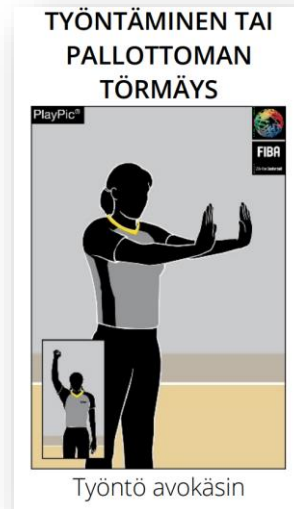 TYÖNTÄMINEN TAI
PALLOTTOMAN
TÖRMÄYS
PlayPic®
FIBA
Työntö avokäsin